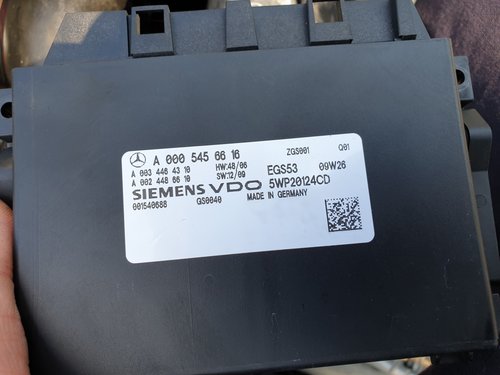 A 000 545 66 16 ZGS001 Q01
A 003 446 43 10 HW:48/06 EGS53 09W26
A 002 448 66 10 SW:12/09
SIEMENS VDO 5WP20124CD
001540688 GS0040 MADE IN GERMANY